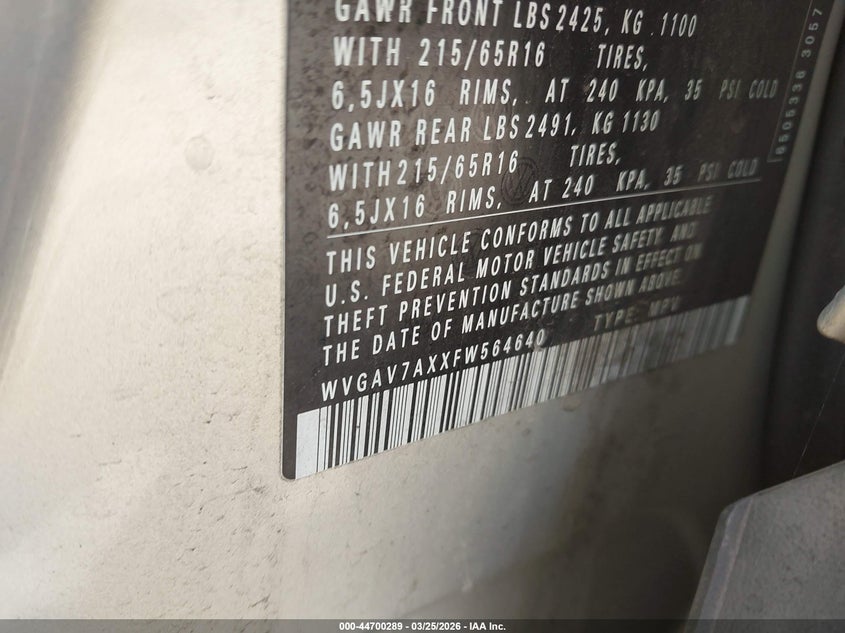 GAWR FRONT LBS 2425, KG 1100
WITH 215/65R16 TIRES,
6,5JX16 RIMS, AT 240 KPA, 35 PSI COLD
GAWR REAR LBS 2491, KG 1130
WITH 215/65R16 TIRES,
6,5JX16 RIMS, AT 240 KPA, 35 PSI COLD
THIS VEHICLE CONFORMS TO ALL APPLICABLE
U.S. FEDERAL MOTOR VEHICLE SAFETY, AND
THEFT PREVENTION STANDARDS IN EFFECT ON
THE DATE OF MANUFACTURE SHOWN ABOVE.
WVGAV7AXXFW564640 TYPE: MPV
6605336 3057
000-44700289 - 03/25/2026 - IAA Inc.